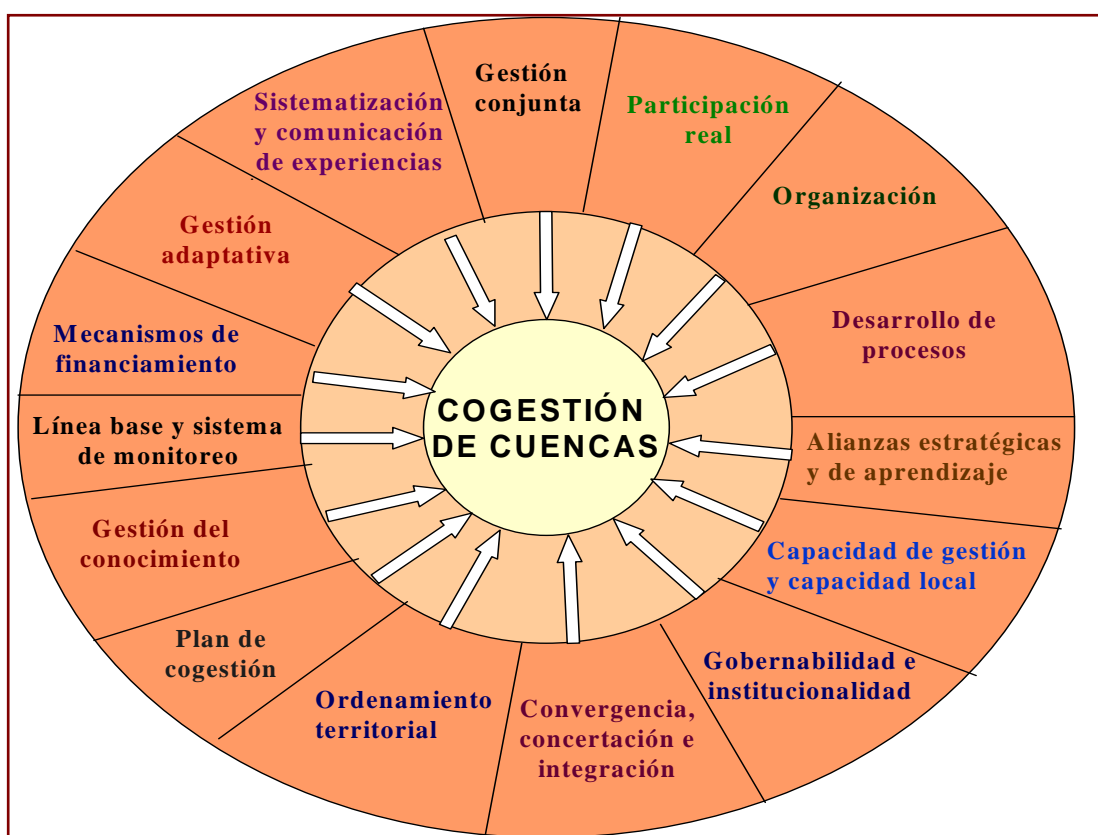 Gestión
conjunta
Participación
real
Organización
Desarrollo de
procesos
Alianzas estratégicas
y de aprendizaje
Capacidad de gestión
y capacidad local
Gobernabilidad e
institucionalidad
Convergencia,
concertación e
integración
Ordenamiento
territorial
Plan de
cogestión
Gestión del
conocimiento
Línea base y sistema
de monitoreo
Mecanismos de
financiamiento
Gestión
adaptativa
Sistematización
y comunicación
de experiencias
COGESTIÓN
DE CUENCAS